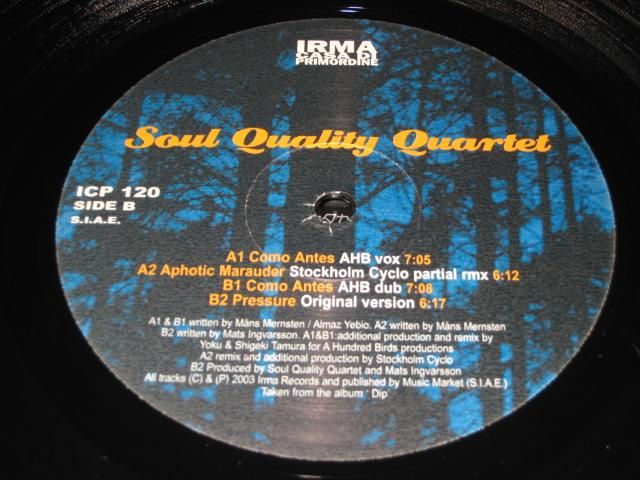 IRMA
CASA DI
PRIMORDINE
Soul Quality Quartet
ICP 120
SIDE B
S.I.A.E.
A1 Como Antes AHB vox 7:05
A2 Aphotic Marauder Stockholm Cyclo partial rmx 6:12
B1 Como Antes AHB dub 7:08
B2 Pressure Original version 6:17
A1 & B1 written by Måns Mernsten / Almaz Yebio. A2 written by Måns Mernsten
B2 written by Mats Ingvarsson. A1&B1:additional production and remix by
Yoku & Shigeki Tamura for A Hundred Birds productions
A2 remix and additional production by Stockholm Cyclo
B2 Produced by Soul Quality Quartet and Mats Ingvarsson
All tracks (C) & (P) 2003 Irma Records and published by Music Market (S.I.A.E.)
Taken from the album ' Dip